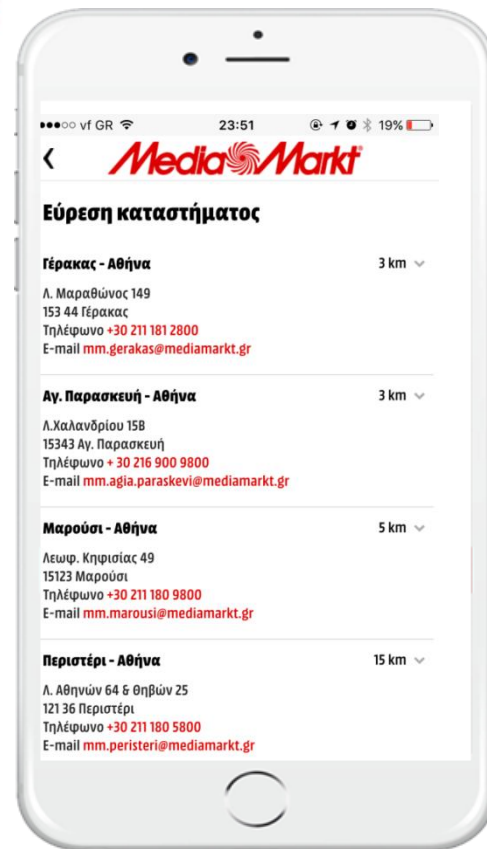 vf GR 23:51 19%
Media Markt
Εύρεση καταστήματος
Γέρακας - Αθήνα 3 km
Λ. Μαραθώνος 149
153 44 Γέρακας
Τηλέφωνο +30 211 181 2800
E-mail mm.gerakas@mediamarkt.gr
Αγ. Παρασκευή - Αθήνα 3 km
Λ.Χαλανδρίου 15Β
15343 Αγ. Παρασκευή
Τηλέφωνο + 30 216 900 9800
E-mail mm.agia.paraskevi@mediamarkt.gr
Μαρούσι - Αθήνα 5 km
Λεωφ. Κηφισίας 49
15123 Μαρούσι
Τηλέφωνο +30 211 180 9800
E-mail mm.marousi@mediamarkt.gr
Περιστέρι - Αθήνα 15 km
Λ. Αθηνών 64 & Θηβών 25
121 36 Περιστέρι
Τηλέφωνο +30 211 180 5800
E-mail mm.peristeri@mediamarkt.gr